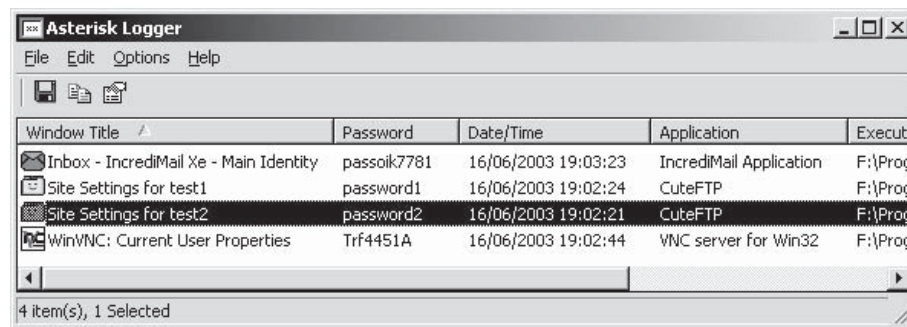 Asterisk Logger
File Edit Options Help
Window Title Password Date/Time Application Execut
Inbox - IncrediMail Xe - Main Identity passoik7781 16/06/2003 19:03:23 IncrediMail Application F:\Prog
Site Settings for test1 password1 16/06/2003 19:02:24 CuteFTP F:\Prog
Site Settings for test2 password2 16/06/2003 19:02:21 CuteFTP F:\Prog
WinVNC: Current User Properties Trf4451A 16/06/2003 19:02:44 VNC server for Win32 F:\Prog
4 item(s), 1 Selected